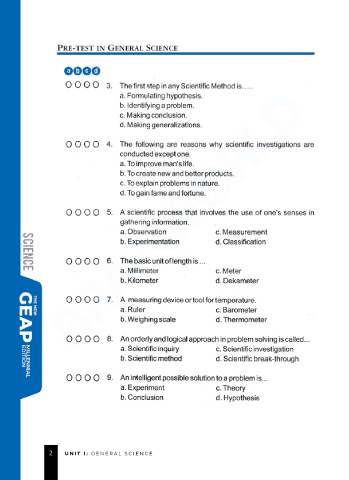 PRE-TEST IN GENERAL SCIENCE
a b c d
3. The first step in any Scientific Method is.....
a. Formulating hypothesis.
b. Identifying a problem.
c. Making conclusion.
d. Making generalizations.
4. The following are reasons why scientific investigations are
conducted except one.
a. To improve man's life.
b. To create new and better products.
c. To explain problems in nature.
d. To gain fame and fortune.
5. A scientific process that involves the use of one's senses in
gathering information.
a. Observation c. Measurement
b. Experimentation d. Classification
6. The basic unit of length is ...
a. Millimeter c. Meter
b. Kilometer d. Dekameter
7. A measuring device or tool for temperature.
a. Ruler c. Barometer
b. Weighing scale d. Thermometer
8. An orderly and logical approach in problem solving is called...
a. Scientific inquiry c. Scientific investigation
b. Scientific method d. Scientific break-through
9. An intelligent possible solution to a problem is...
a. Experiment c. Theory
b. Conclusion d. Hypothesis
SCIENCE
THE NEW
GEAP
MILLENNIAL
EDITION
2 UNIT 1: GENERAL SCIENCE